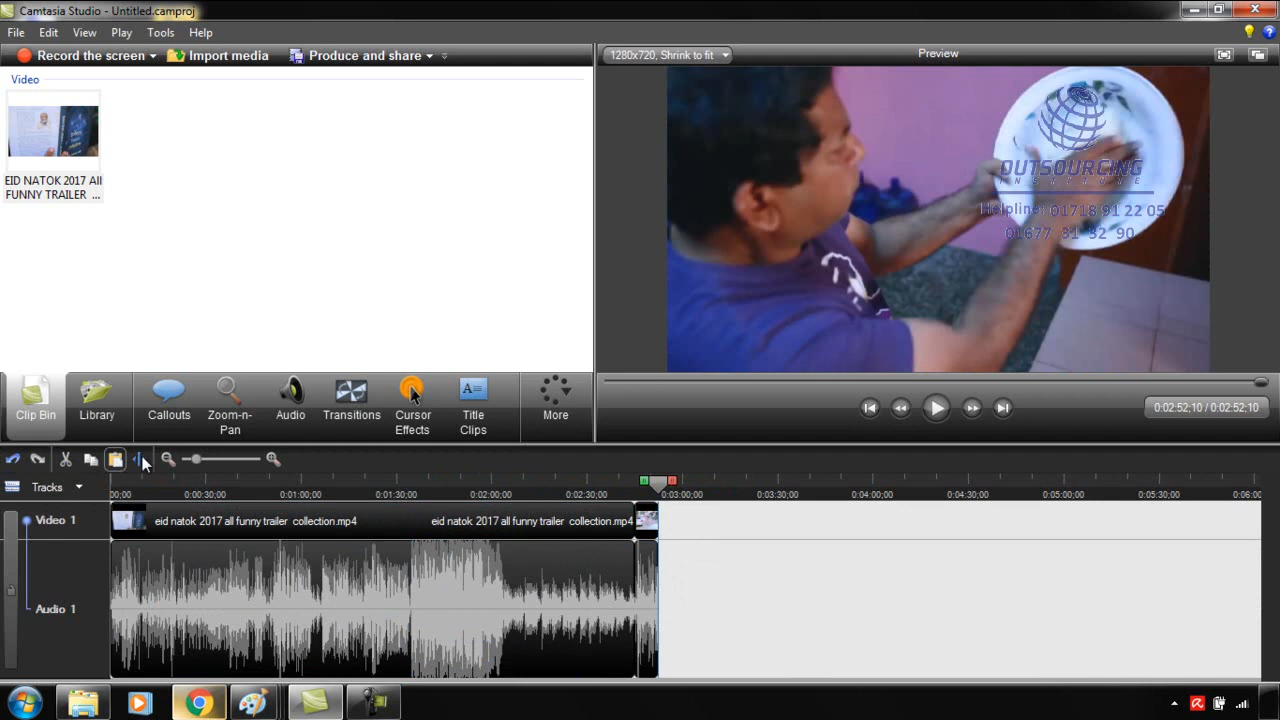 Camtasia Studio - Untitled.camproj
File Edit View Play Tools Help
Record the screen Import media Produce and share
1280x720, Shrink to fit
Preview
Video
EID NATOK 2017 All
FUNNY TRAILER ...
OUTSOURCING
INSTITUTE
Helpline: 01718 91 22 05
01677 81 32 90
Clip Bin Library Callouts Zoom-n-Pan Audio Transitions Cursor Effects Title Clips More
0:02:52;10 / 0:02:52;10
Tracks
00;00 0:00:30;00 0:01:00;00 0:01:30;00 0:02:00;00 0:02:30;00 0:03:00;00 0:03:30;00 0:04:00;00 0:04:30;00 0:05:00;00 0:05:30;00 0:06:0
Video 1
eid natok 2017 all funny trailer collection.mp4 eid natok 2017 all funny trailer collection.mp4
Audio 1